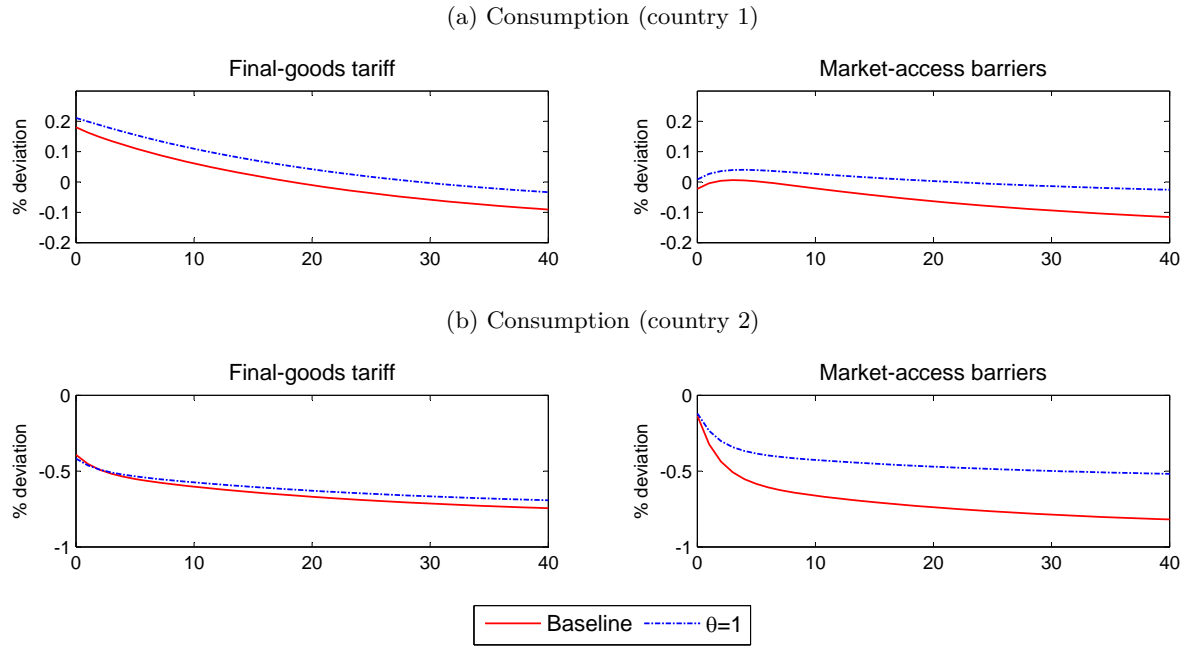 (a) Consumption (country 1)
Final-goods tariff
Market-access barriers
% deviation
0.2
0.1
0
-0.1
-0.2
0 10 20 30 40
% deviation
0.2
0.1
0
-0.1
-0.2
0 10 20 30 40
(b) Consumption (country 2)
Final-goods tariff
Market-access barriers
% deviation
0
-0.5
-1
0 10 20 30 40
% deviation
0
-0.5
-1
0 10 20 30 40
Baseline θ=1